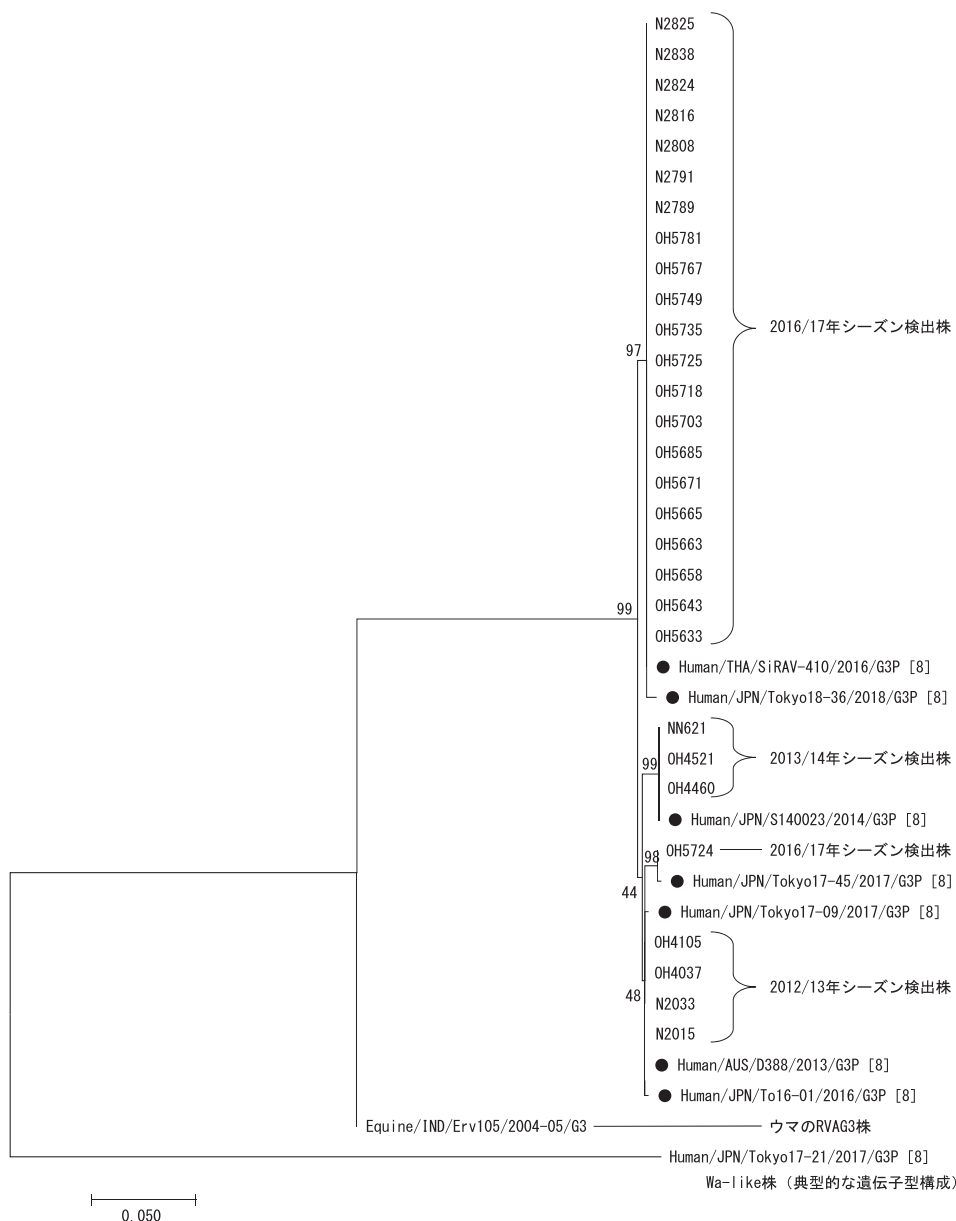 N2825
N2838
N2824
N2816
N2808
N2791
N2789
OH5781
OH5767
OH5749
2016/17年シーズン検出株
OH5735
97
OH5725
OH5718
OH5703
OH5685
OH5671
OH5665
OH5663
OH5658
99
OH5643
OH5633
Human/THA/SiRAV-410/2016/G3P [8]
Human/JPN/Tokyo18-36/2018/G3P [8]
NN621
99
OH4521
2013/14年シーズン検出株
OH4460
Human/JPN/S140023/2014/G3P [8]
98
OH5724
2016/17年シーズン検出株
Human/JPN/Tokyo17-45/2017/G3P [8]
44
Human/JPN/Tokyo17-09/2017/G3P [8]
OH4105
OH4037
2012/13年シーズン検出株
48
N2033
N2015
Human/AUS/D388/2013/G3P [8]
Human/JPN/To16-01/2016/G3P [8]
Equine/IND/Erv105/2004-05/G3
ウマのRVAG3株
Human/JPN/Tokyo17-21/2017/G3P [8]
Wa-like株（典型的な遺伝子型構成）
0.050